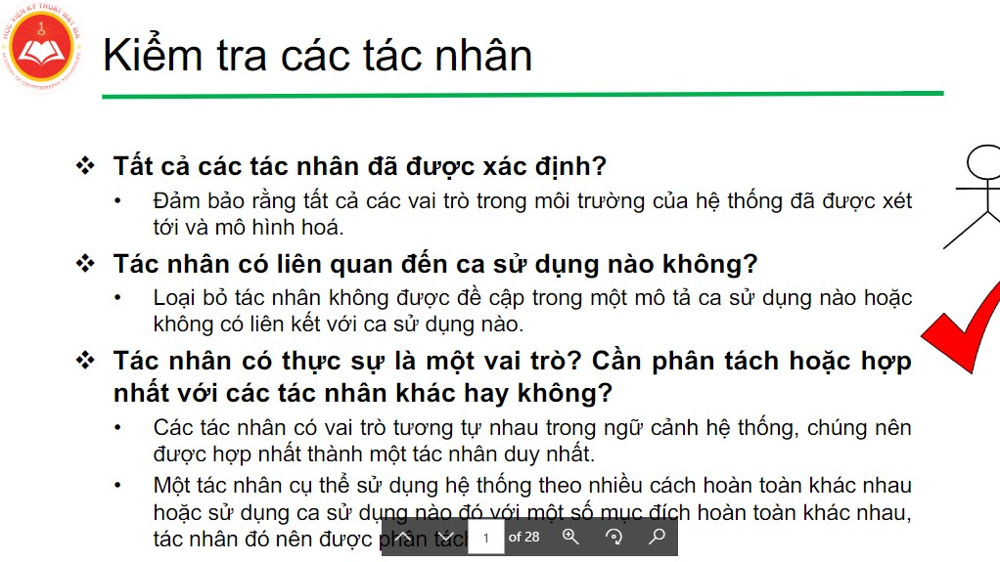 HỌC VIỆN KỸ THUẬT MẬT MÃ
ACADEMY OF CRYPTOGRAPHY TECHNIQUES
Kiểm tra các tác nhân
❖ Tất cả các tác nhân đã được xác định?
• Đảm bảo rằng tất cả các vai trò trong môi trường của hệ thống đã được xét
tới và mô hình hoá.
❖ Tác nhân có liên quan đến ca sử dụng nào không?
• Loại bỏ tác nhân không được đề cập trong một mô tả ca sử dụng nào hoặc
không có liên kết với ca sử dụng nào.
❖ Tác nhân có thực sự là một vai trò? Cần phân tách hoặc hợp
nhất với các tác nhân khác hay không?
• Các tác nhân có vai trò tương tự nhau trong ngữ cảnh hệ thống, chúng nên
được hợp nhất thành một tác nhân duy nhất.
• Một tác nhân cụ thể sử dụng hệ thống theo nhiều cách hoàn toàn khác nhau
hoặc sử dụng ca sử dụng nào đó với một số mục đích hoàn toàn khác nhau,
tác nhân đó nên được phân tách
1 of 28